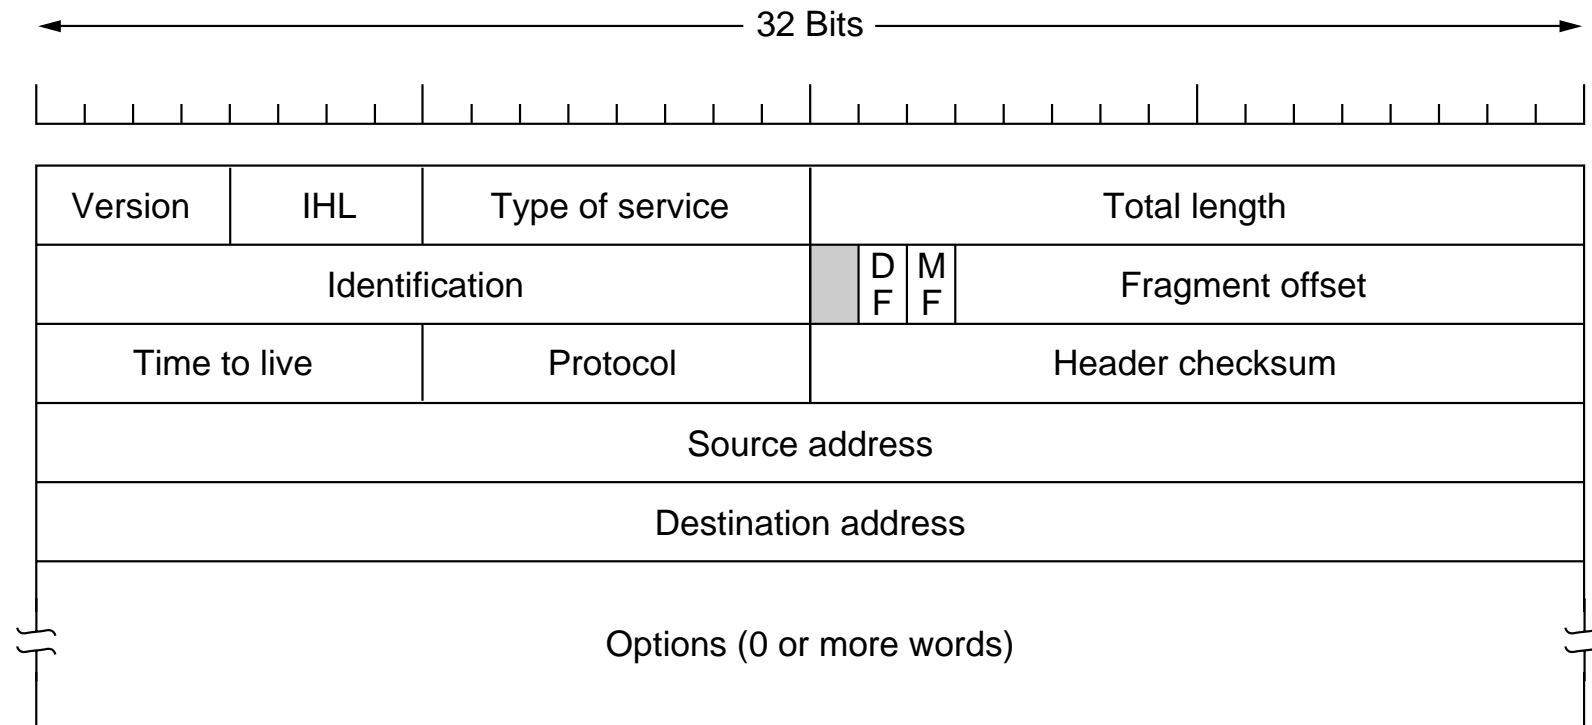 32 Bits
Version IHL Type of service Total length
Identification D F M F Fragment offset
Time to live Protocol Header checksum
Source address
Destination address
Options (0 or more words)